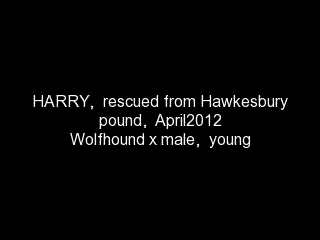 HARRY, rescued from Hawkesbury
pound, April2012
Wolfhound x male, young